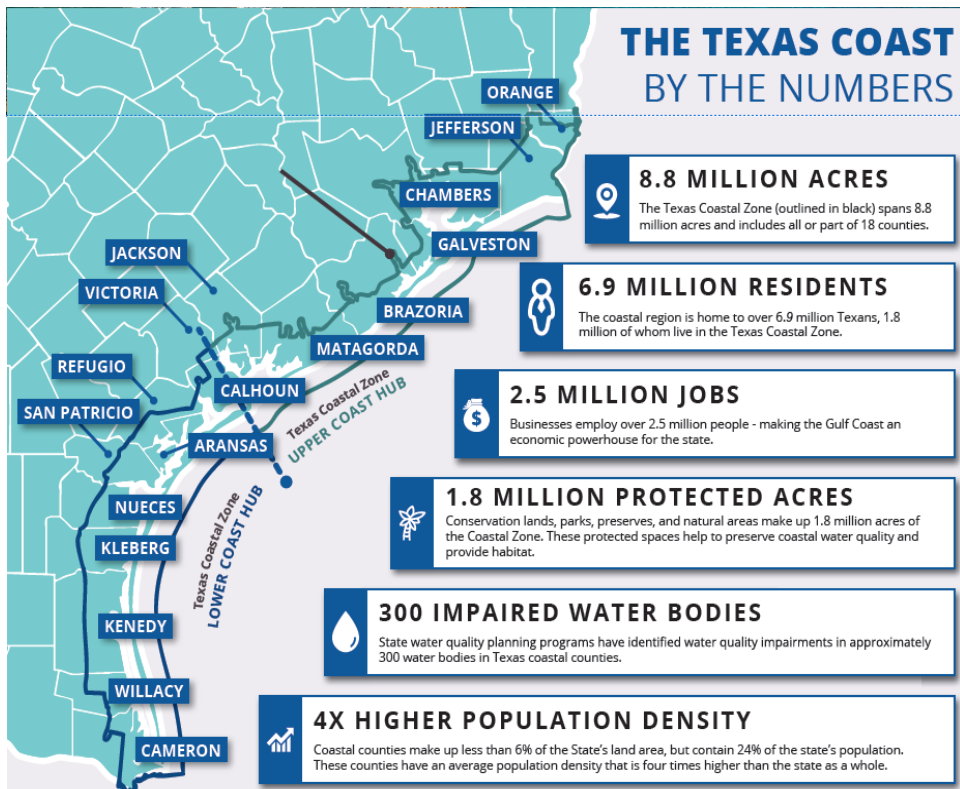 THE TEXAS COAST
BY THE NUMBERS
ORANGE
JEFFERSON
CHAMBERS
GALVESTON
JACKSON
VICTORIA
BRAZORIA
MATAGORDA
REFUGIO
CALHOUN
SAN PATRICIO
ARANSAS
NUECES
KLEBERG
KENEDY
WILLACY
CAMERON
Texas Coastal Zone
UPPER COAST HUB
Texas Coastal Zone
LOWER COAST HUB
8.8 MILLION ACRES
The Texas Coastal Zone (outlined in black) spans 8.8
million acres and includes all or part of 18 counties.
6.9 MILLION RESIDENTS
The coastal region is home to over 6.9 million Texans, 1.8
million of whom live in the Texas Coastal Zone.
2.5 MILLION JOBS
Businesses employ over 2.5 million people - making the Gulf Coast an
economic powerhouse for the state.
$
1.8 MILLION PROTECTED ACRES
Conservation lands, parks, preserves, and natural areas make up 1.8 million acres of
the Coastal Zone. These protected spaces help to preserve coastal water quality and
provide habitat.
300 IMPAIRED WATER BODIES
State water quality planning programs have identified water quality impairments in approximately
300 water bodies in Texas coastal counties.
4X HIGHER POPULATION DENSITY
Coastal counties make up less than 6% of the State's land area, but contain 24% of the state's population.
These counties have an average population density that is four times higher than the state as a whole.